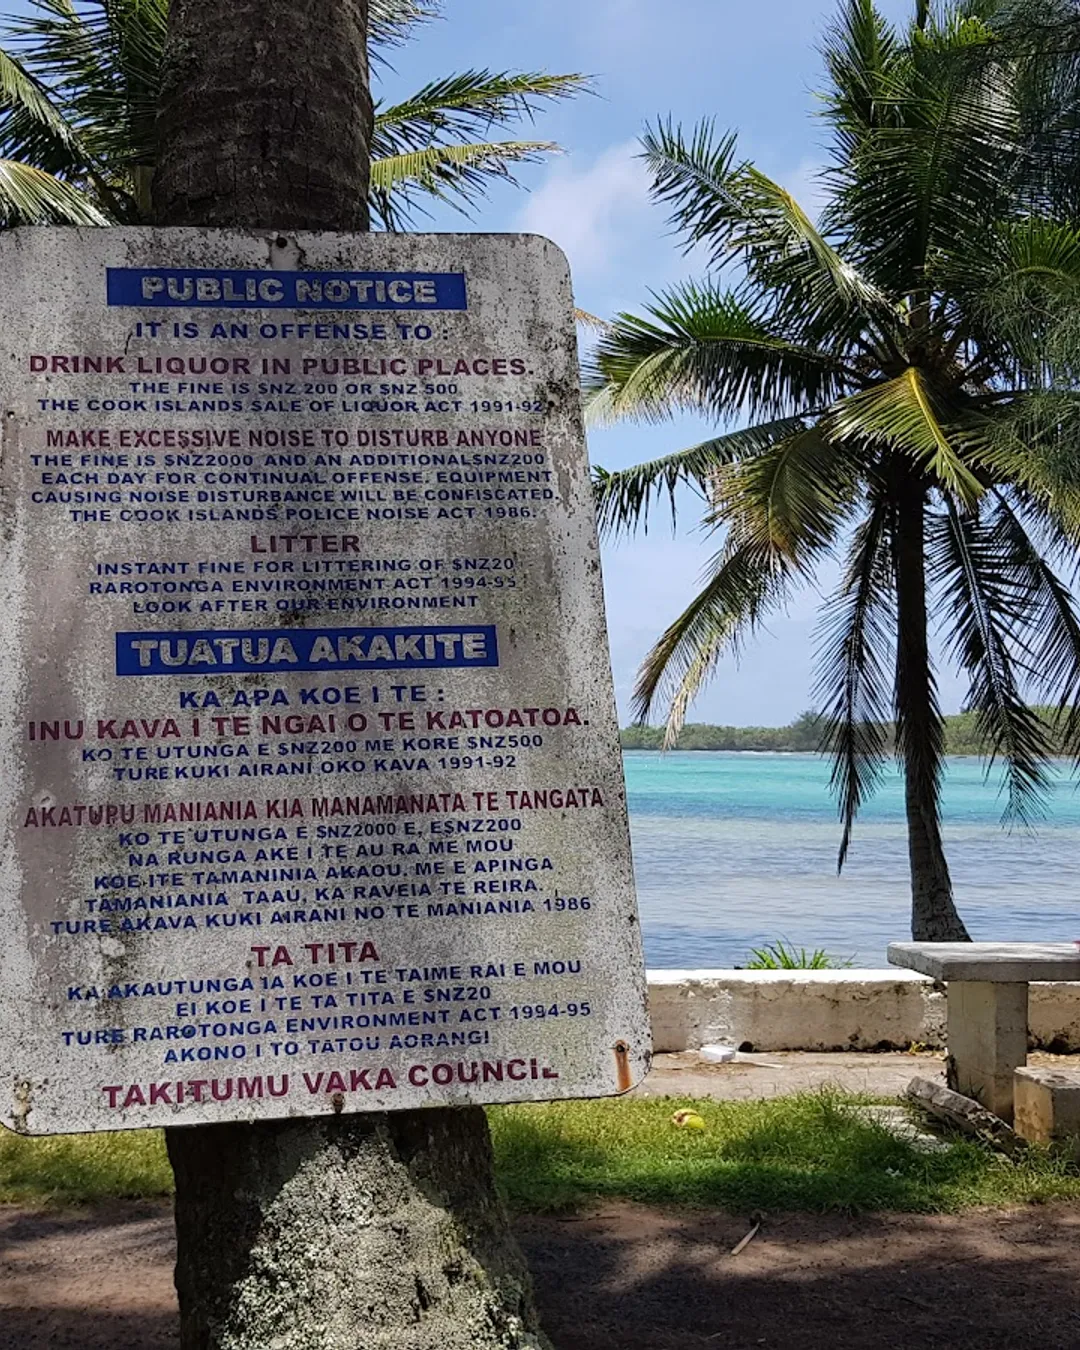 PUBLIC NOTICE
IT IS AN OFFENSE TO :
DRINK LIQUOR IN PUBLIC PLACES.
THE FINE IS $NZ 200 OR $NZ 500
THE COOK ISLANDS SALE OF LIQUOR ACT 1991-92
MAKE EXCESSIVE NOISE TO DISTURB ANYONE
THE FINE IS $NZ2000 AND AN ADDITIONAL$NZ200
EACH DAY FOR CONTINUAL OFFENSE. EQUIPMENT
CAUSING NOISE DISTURBANCE WILL BE CONFISCATED.
THE COOK ISLANDS POLICE NOISE ACT 1986.
LITTER
INSTANT FINE FOR LITTERING OF $NZ20
RAROTONGA ENVIRONMENT ACT 1994-95
LOOK AFTER OUR ENVIRONMENT
TUATUA AKAKITE
KA APA KOE I TE :
INU KAVA I TE NGAI O TE KATOATOA.
KO TE UTUNGA E $NZ200 ME KORE $NZ500
TURE KUKI AIRANI OKO KAVA 1991-92
AKATUPU MANIANIA KIA MANAMANATA TE TANGATA
KO TE UTUNGA E $NZ2000 E, E$NZ200
NA RUNGA AKE I TE AU RA ME MOU
KOE ITE TAMANINIA AKAOU, ME E APINGA
TAMANIANIA TAAU, KA RAVEIA TE REIRA.
TURE AKAVA KUKI AIRANI NO TE MANIANIA 1986
TA TITA
KA AKAUTUNGA IA KOE I TE TAIME RAI E MOU
EI KOE I TE TA TITA E $NZ20
TURE RAROTONGA ENVIRONMENT ACT 1994-95
AKONO I TO TATOU AORANGI
TAKITUMU VAKA COUNCIL